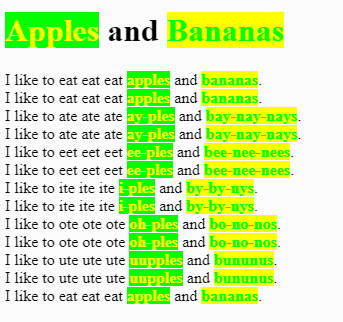 Apples and Bananas
I like to eat eat eat apples and bananas.
I like to eat eat eat apples and bananas.
I like to ate ate ate ay-ples and bay-nay-nays.
I like to ate ate ate ay-ples and bay-nay-nays.
I like to eet eet eet ee-ples and bee-nee-nees.
I like to eet eet eet ee-ples and bee-nee-nees.
I like to ite ite ite i-ples and by-by-nys.
I like to ite ite ite i-ples and by-by-nys.
I like to ote ote ote oh-ples and bo-no-nos.
I like to ote ote ote oh-ples and bo-no-nos.
I like to ute ute ute uupples and bununus.
I like to ute ute ute uupples and bununus.
I like to eat eat eat apples and bananas.